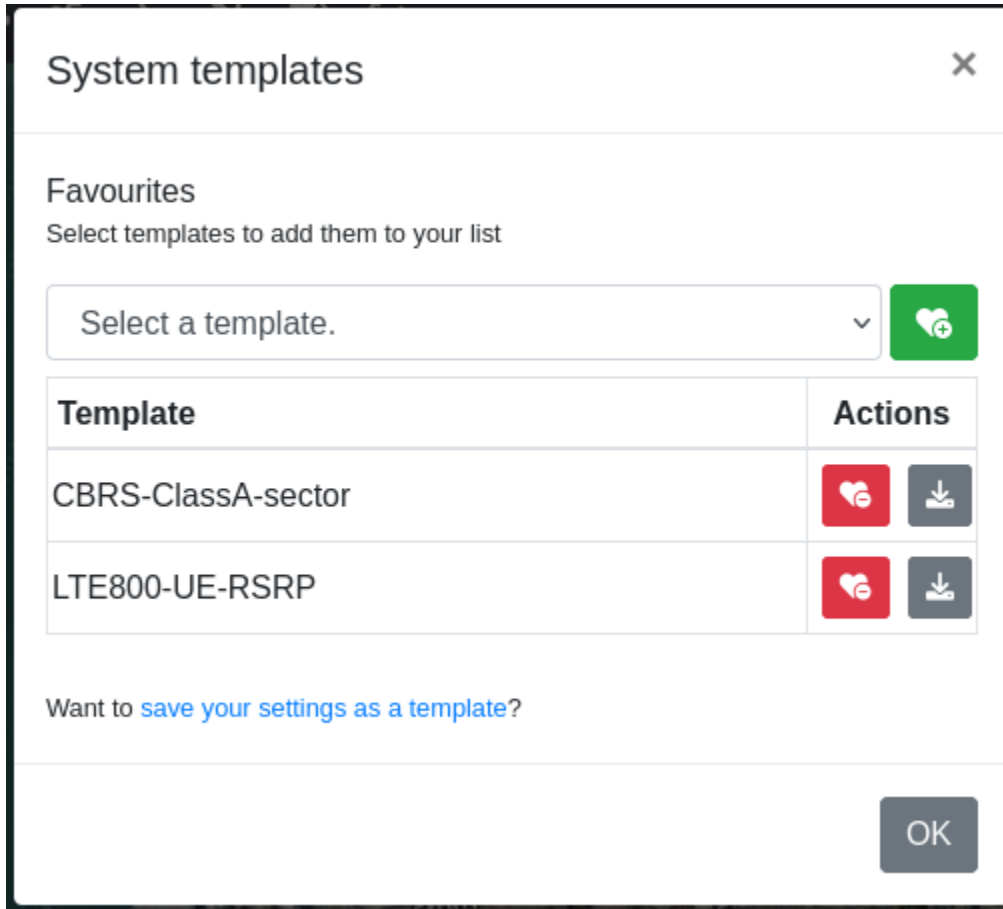 System templates
Favourites
Select templates to add them to your list
Select a template.
Template Actions
CBRS-ClassA-sector
LTE800-UE-RSRP
Want to save your settings as a template?
OK